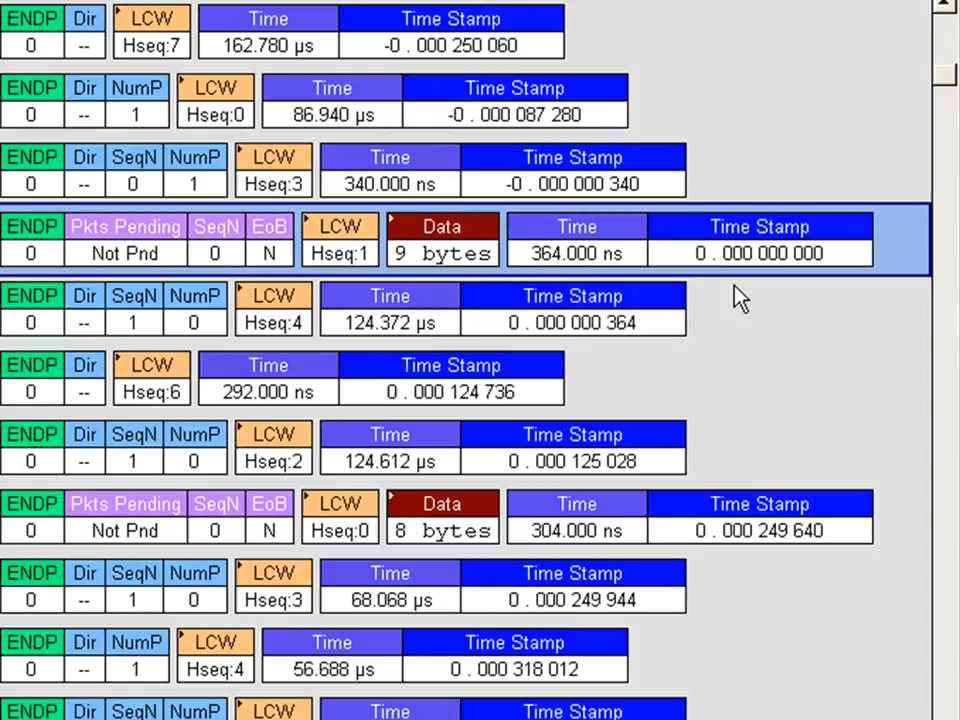 ENDP Dir LCW Time Time Stamp
0 -- Hseq:7 162.780 µs -0 . 000 250 060
ENDP Dir NumP LCW Time Time Stamp
0 -- 1 Hseq:0 86.940 µs -0 . 000 087 280
ENDP Dir SeqN NumP LCW Time Time Stamp
0 -- 0 1 Hseq:3 340.000 ns -0 . 000 000 340
ENDP Pkts Pending SeqN EoB LCW Data Time Time Stamp
0 Not Pnd 0 N Hseq:1 9 bytes 364.000 ns 0 . 000 000 000
ENDP Dir SeqN NumP LCW Time Time Stamp
0 -- 1 0 Hseq:4 124.372 µs 0 . 000 000 364
ENDP Dir LCW Time Time Stamp
0 -- Hseq:6 292.000 ns 0 . 000 124 736
ENDP Dir SeqN NumP LCW Time Time Stamp
0 -- 1 0 Hseq:2 124.612 µs 0 . 000 125 028
ENDP Pkts Pending SeqN EoB LCW Data Time Time Stamp
0 Not Pnd 0 N Hseq:0 8 bytes 304.000 ns 0 . 000 249 640
ENDP Dir SeqN NumP LCW Time Time Stamp
0 -- 1 0 Hseq:3 68.068 µs 0 . 000 249 944
ENDP Dir NumP LCW Time Time Stamp
0 -- 1 Hseq:4 56.688 µs 0 . 000 318 012
ENDP Dir SeqN NumP LCW Time Time Stamp